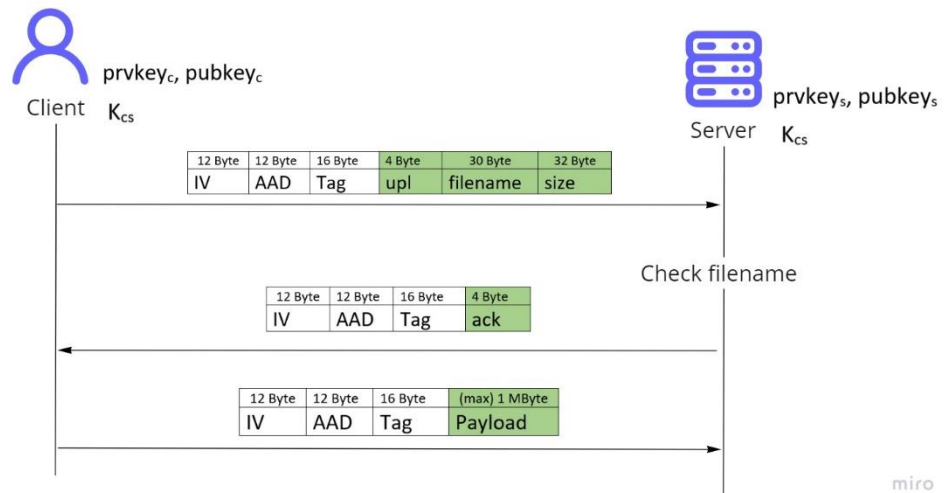 prvkeyc, pubkeyc
Client Kcs
prvkeys, pubkeys
Server Kcs
12 Byte 12 Byte 16 Byte 4 Byte 30 Byte 32 Byte
IV AAD Tag upl filename size
Check filename
12 Byte 12 Byte 16 Byte 4 Byte
IV AAD Tag ack
12 Byte 12 Byte 16 Byte (max) 1 MByte
IV AAD Tag Payload
miro